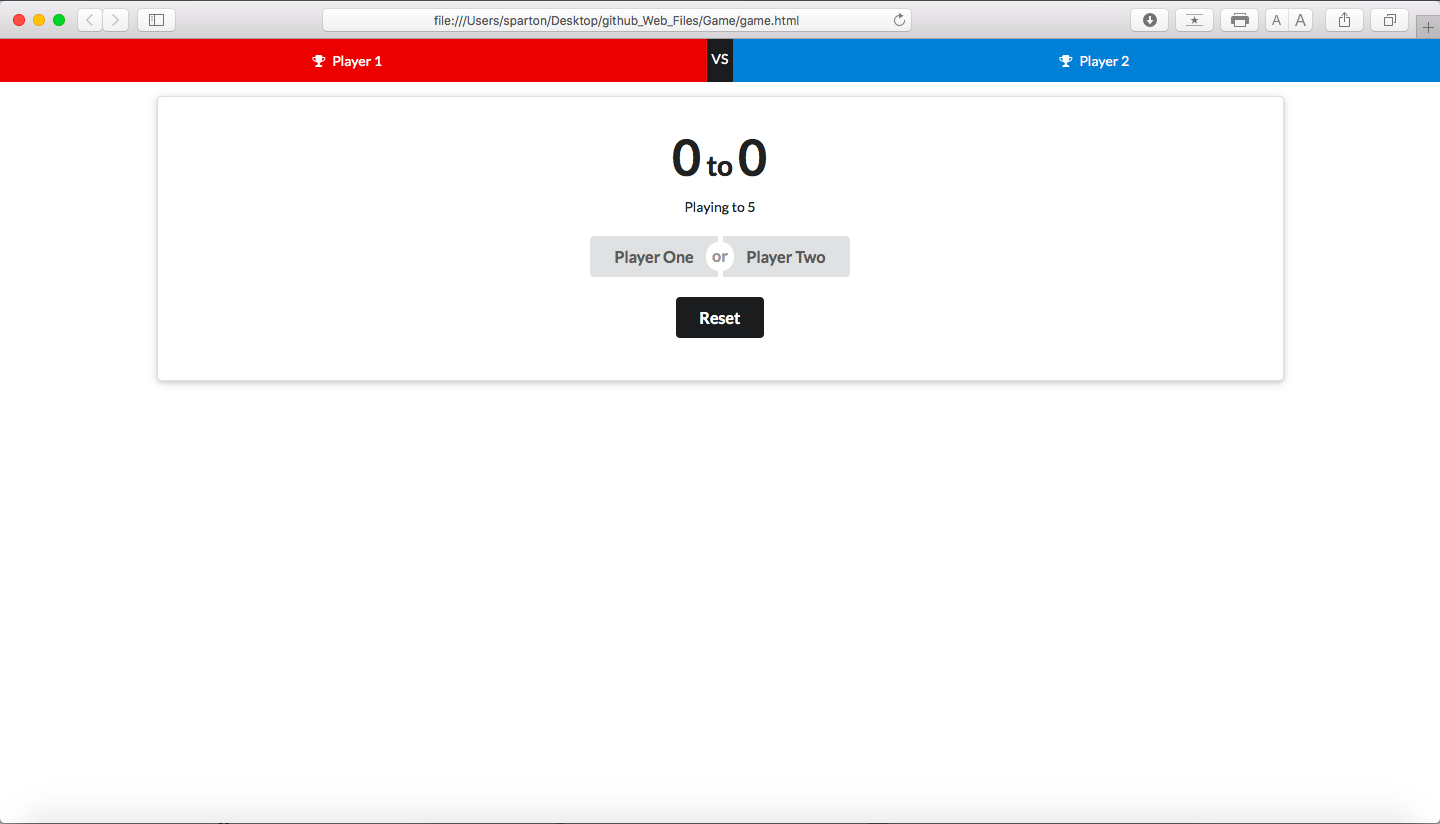 file:///Users/sparton/Desktop/github_Web_Files/Game/game.html
A A
Player 1 VS Player 2
0 to 0
Playing to 5
Player One or Player Two
Reset